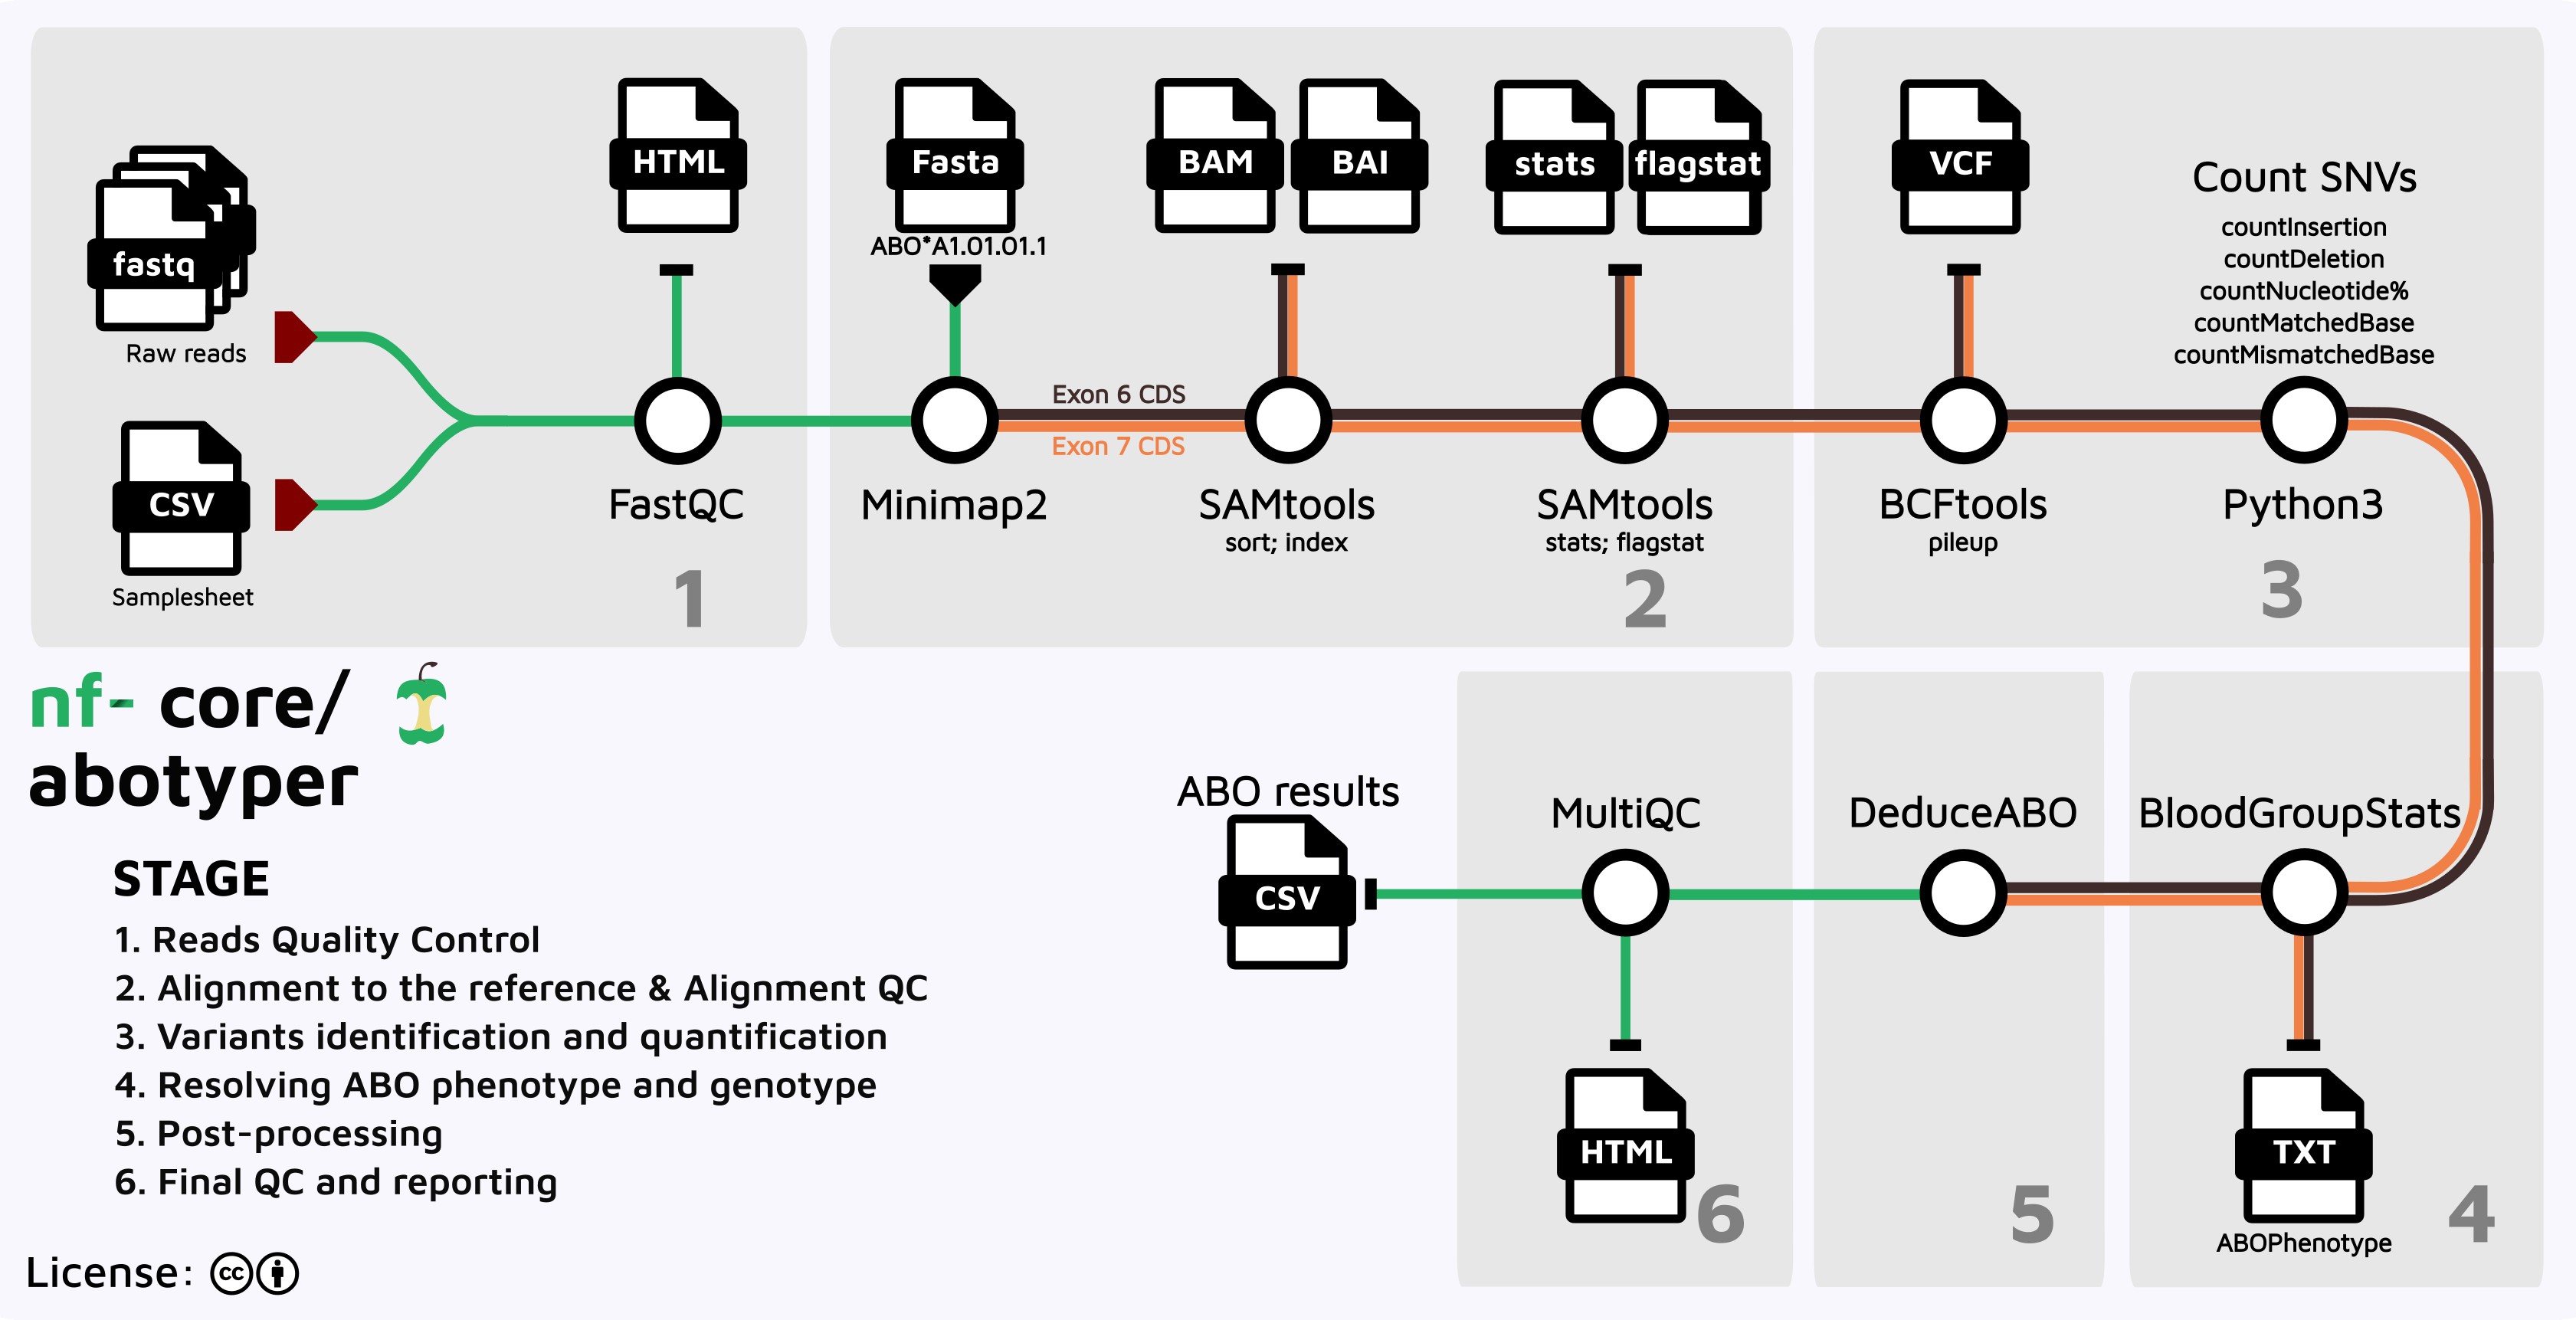 fastq
Raw reads
CSV
Samplesheet
HTML
FastQC
1
Fasta
ABO*A1.01.01.1
Minimap2
Exon 6 CDS
Exon 7 CDS
BAM
BAI
SAMtools
sort; index
stats
flagstat
SAMtools
stats; flagstat
2
VCF
BCFtools
pileup
Count SNVs
countInsertion
countDeletion
countNucleotide%
countMatchedBase
countMismatchedBase
Python3
3
nf- core/
abotyper
STAGE
1. Reads Quality Control
2. Alignment to the reference & Alignment QC
3. Variants identification and quantification
4. Resolving ABO phenotype and genotype
5. Post-processing
6. Final QC and reporting
License: cc
ABO results
CSV
MultiQC
HTML
6
DeduceABO
5
BloodGroupStats
TXT
ABOPhenotype
4